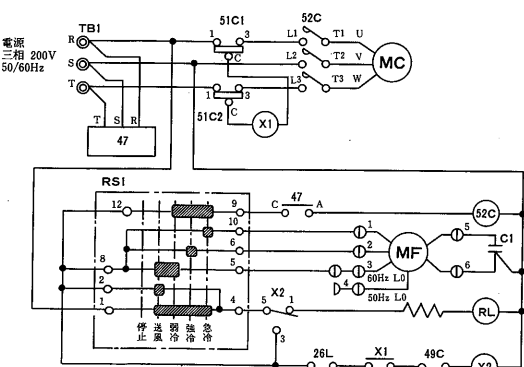 TB1
51C1
52C
電源
三相 200V
50/60Hz
R
1
3
L1
T1
U
S
C
L2
T2
V
MC
T
L3
T3
W
1
3
T
S
R
C
51C2
X1
47
RS1
12
9
C
47
A
52C
10
1
5
C1
6
2
MF
8
5
3
6
60Hz LO
4
50Hz LO
2
1
4
X2
5
1
RL
停止
送風
弱冷
強冷
急冷
3
26L
X1
49C
X2